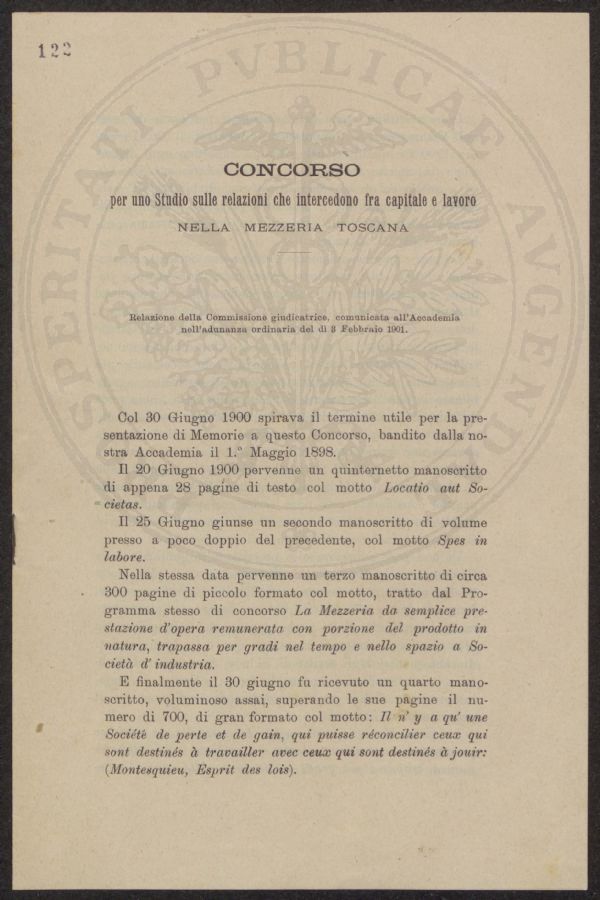 122
PVBLICAE
SPERITATI
AVGENDAE
CONCORSO
per uno Studio sulle relazioni che intercedono fra capitale e lavoro
NELLA MEZZERIA TOSCANA
Relazione della Commissione giudicatrice, comunicata all'Accademia
nell'adunanza ordinaria del dì 3 Febbraio 1901.
Col 30 Giugno 1900 spirava il termine utile per la pre-
sentazione di Memorie a questo Concorso, bandito dalla no-
stra Accademia il 1.º Maggio 1898.
Il 20 Giugno 1900 pervenne un quinternetto manoscritto
di appena 28 pagine di testo col motto Locatio aut So-
cietas.
Il 25 Giugno giunse un secondo manoscritto di volume
presso a poco doppio del precedente, col motto Spes in
labore.
Nella stessa data pervenne un terzo manoscritto di circa
300 pagine di piccolo formato col motto, tratto dal Pro-
gramma stesso di concorso La Mezzeria da semplice pre-
stazione d'opera remunerata con porzione del prodotto in
natura, trapassa per gradi nel tempo e nello spazio a So-
cietà d' industria.
E finalmente il 30 giugno fu ricevuto un quarto mano-
scritto, voluminoso assai, superando le sue pagine il nu-
mero di 700, di gran formato col motto: Il n' y a qu' une
Société de perte et de gain, qui puisse réconcilier ceux qui
sont destinés à travailler avec ceux qui sont destinés à jouir:
(Montesquieu, Esprit des lois).